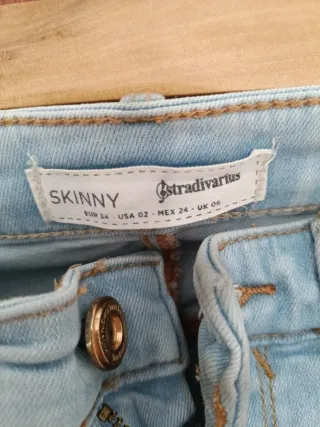 SKINNY stradivarius
EUR 34 · USA 02 · MEX 24 · UK 06